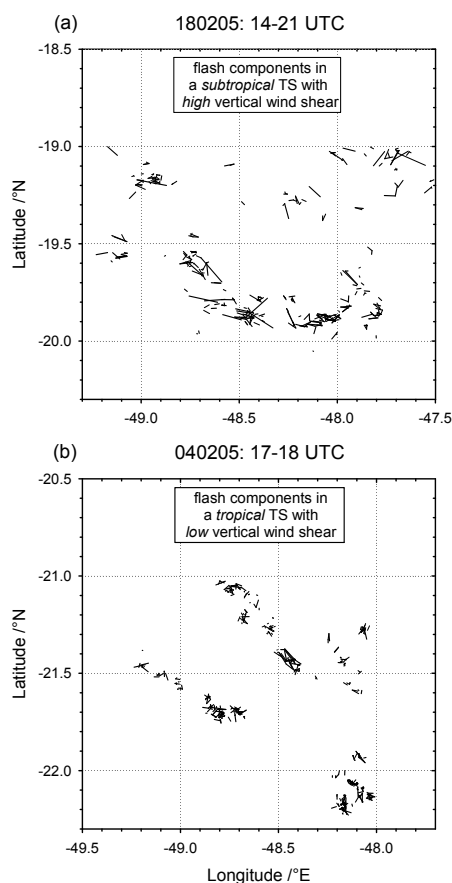 (a)
180205: 14-21 UTC
flash components in
a subtropical TS with
high vertical wind shear
-18.5
-19.0
-19.5
-20.0
Latitude /°N
-49.0
-48.5
-48.0
-47.5
(b)
040205: 17-18 UTC
flash components in
a tropical TS with
low vertical wind shear
-20.5
-21.0
-21.5
-22.0
Latitude /°N
-49.5
-49.0
-48.5
-48.0
Longitude /°E